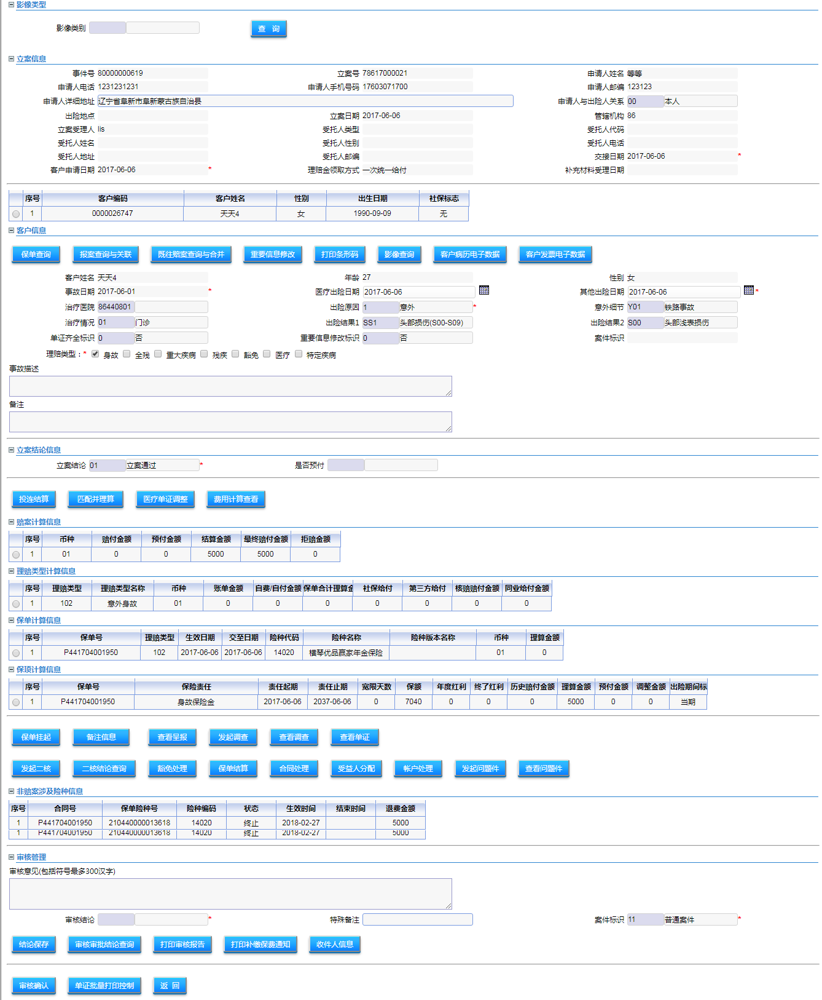 影像类型
影像类别 查 询
立案信息
事件号 80000000619 立案号 78617000021 申请人姓名 等等
申请人电话 1231231231 申请人手机号码 17603071700 申请人邮编 123123
申请人详细地址 辽宁省阜新市阜新蒙古族自治县 申请人与出险人关系 00 本人
出险地点 立案日期 2017-06-06 管辖机构 86
立案受理人 lis 受托人类型 受托人代码
受托人姓名 受托人性别 受托人电话
受托人地址 受托人邮编 交接日期 2017-06-06 *
客户申请日期 2017-06-06 * 理赔金领取方式 一次统一给付 补充材料受理日期
序号 客户编码 客户姓名 性别 出生日期 社保标志
1 0000026747 天天4 女 1990-09-09 无
客户信息
保单查询 报案查询与关联 既往赔案查询与合并 重要信息修改 打印条形码 影像查询 客户病历电子数据 客户发票电子数据
客户姓名 天天4 年龄 27 性别 女
事故日期 2017-06-01 * 医疗出险日期 2017-06-06 其他出险日期 2017-06-06 *
治疗医院 86440801 出险原因 1 意外 * 意外细节 Y01 铁路事故
治疗情况 01 门诊 出险结果1 SS1 头部损伤(S00-S09) 出险结果2 S00 头部浅表损伤
单证齐全标识 0 否 重要信息修改标识 0 否 案件标识
理赔类型：* 身故 全残 重大疾病 残疾 豁免 医疗 特定疾病
事故描述
备注
立案结论信息
立案结论 01 立案通过 * 是否预付
投连结算 匹配并理算 医疗单证调整 费用计算查看
赔案计算信息
序号 币种 赔付金额 预付金额 结算金额 最终赔付金额 拒赔金额
1 01 0 0 5000 5000 0
理赔类型计算信息
序号 理赔类型 理赔类型名称 币种 账单金额 自费/自付金额 保单合计理算金 社保给付 第三方给付 核赔赔付金额 同业给付金额
1 102 意外身故 01 0 0 0 0 0 0 0
保单计算信息
序号 保单号 理赔类型 生效日期 交至日期 险种代码 险种名称 险种版本名称 币种 理算金额
1 P441704001950 102 2017-06-06 2017-06-06 14020 横琴优品赢家年金保险 01 0
保项计算信息
序号 保单号 保险责任 责任起期 责任止期 宽限天数 保额 年度红利 终了红利 历史赔付金额 理算金额 预付金额 调整金额 出险期间标
1 P441704001950 身故保险金 2017-06-06 2037-06-06 0 7040 0 0 0 5000 0 0 当期
保单挂起 备注信息 查看呈报 发起调查 查看调查 查看单证
发起二核 二核结论查询 豁免处理 保单结算 合同处理 受益人分配 帐户处理 发起问题件 查看问题件
非赔案涉及险种信息
序号 合同号 保单险种号 险种编码 状态 生效时间 结束时间 退费金额
1 P441704001950 210440000013618 14020 终止 2018-02-27 5000
1 P441704001950 210440000013618 14020 终止 2018-02-27 5000
审核管理
审核意见(包括符号最多300汉字)
审核结论 * 特殊备注 案件标识 11 普通案件 *
结论保存 审核审批结论查询 打印审核报告 打印补缴保费通知 收件人信息
审核确认 单证批量打印控制 返 回